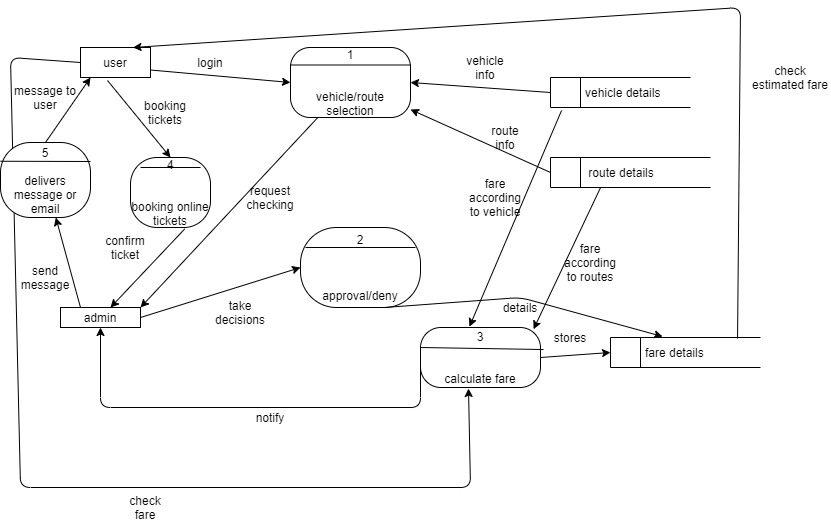 user
login
1
vehicle/route
selection
vehicle
info
vehicle details
check
estimated fare
message to
user
booking
tickets
route
info
route details
5
delivers
message or
email
4
booking online
tickets
request
checking
fare
according
to vehicle
fare
according
to routes
confirm
ticket
2
approval/deny
send
message
admin
take
decisions
details
3
calculate fare
stores
fare details
notify
check
fare